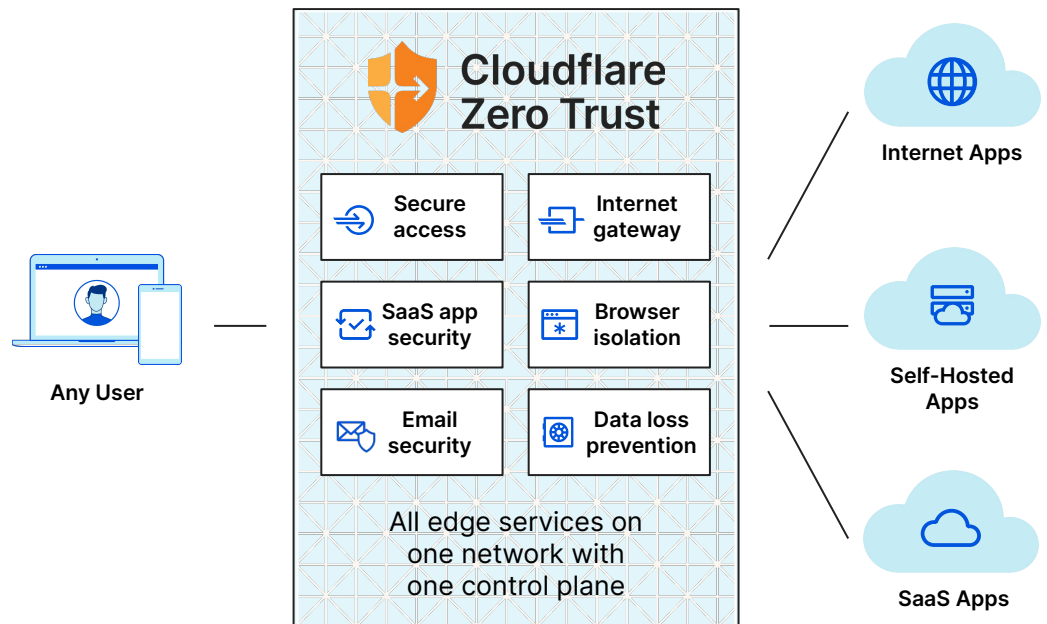 Cloudflare
Zero Trust
Secure
access
Internet
gateway
SaaS app
security
Browser
isolation
Email
security
Data loss
prevention
All edge services on
one network with
one control plane
Any User
Internet Apps
Self-Hosted
Apps
SaaS Apps